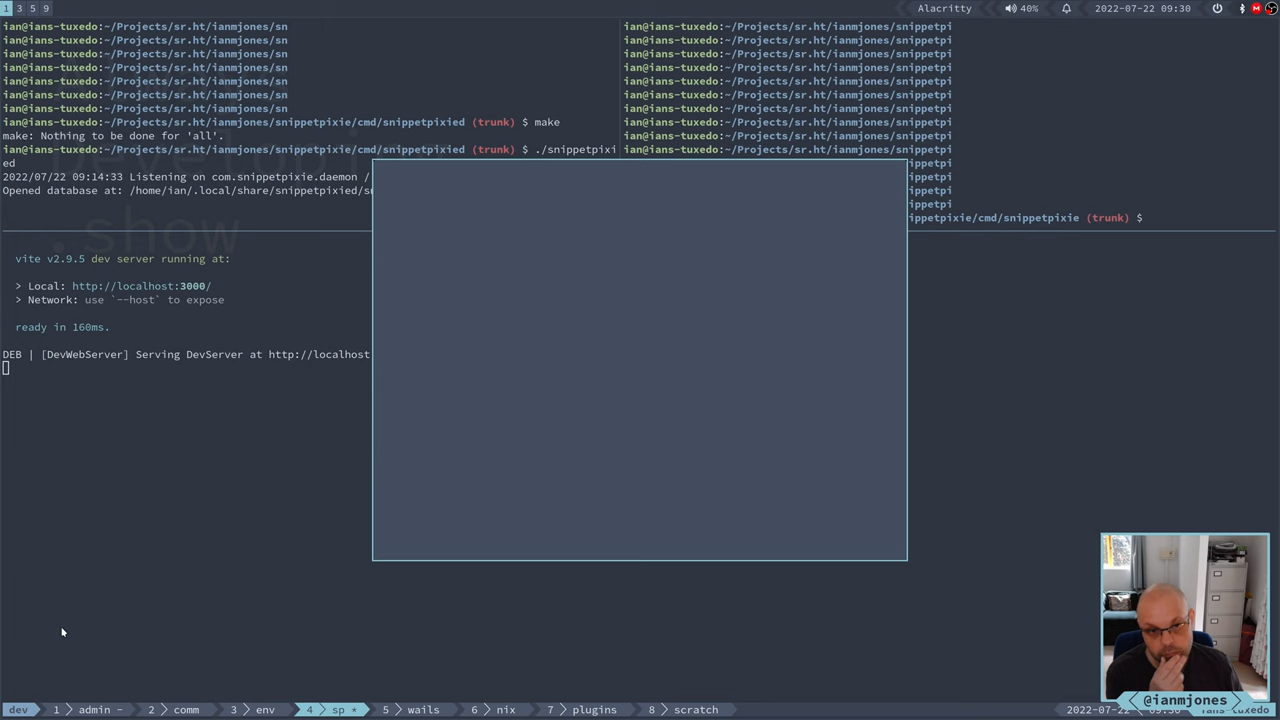 1 3 5 9
Alacritty
40%
2022-07-22 09:30
ian@ians-tuxedo:~/Projects/sr.ht/ianmjones/sn
ian@ians-tuxedo:~/Projects/sr.ht/ianmjones/sn
ian@ians-tuxedo:~/Projects/sr.ht/ianmjones/sn
ian@ians-tuxedo:~/Projects/sr.ht/ianmjones/sn
ian@ians-tuxedo:~/Projects/sr.ht/ianmjones/sn
ian@ians-tuxedo:~/Projects/sr.ht/ianmjones/sn
ian@ians-tuxedo:~/Projects/sr.ht/ianmjones/sn
ian@ians-tuxedo:~/Projects/sr.ht/ianmjones/snippetpixie/cmd/snippetpixied (trunk) $ make
make: Nothing to be done for 'all'.
ian@ians-tuxedo:~/Projects/sr.ht/ianmjones/snippetpixie/cmd/snippetpixied (trunk) $ ./snippetpixi
ed
2022/07/22 09:14:33 Listening on com.snippetpixie.daemon /
Opened database at: /home/ian/.local/share/snippetpixied/s
ian@ians-tuxedo:~/Projects/sr.ht/ianmjones/snippetpi
ian@ians-tuxedo:~/Projects/sr.ht/ianmjones/snippetpi
ian@ians-tuxedo:~/Projects/sr.ht/ianmjones/snippetpi
ian@ians-tuxedo:~/Projects/sr.ht/ianmjones/snippetpi
ian@ians-tuxedo:~/Projects/sr.ht/ianmjones/snippetpi
ian@ians-tuxedo:~/Projects/sr.ht/ianmjones/snippetpi
ian@ians-tuxedo:~/Projects/sr.ht/ianmjones/snippetpi
ian@ians-tuxedo:~/Projects/sr.ht/ianmjones/snippetpi
ian@ians-tuxedo:~/Projects/sr.ht/ianmjones/snippetpi
ian@ians-tuxedo:~/Projects/sr.ht/ianmjones/snippetpi
ippetpi
ippetpi
ippetpi
ippetpi
ippetpixie/cmd/snippetpixie (trunk) $
.show
vite v2.9.5 dev server running at:
> Local: http://localhost:3000/
> Network: use `--host` to expose
ready in 160ms.
DEB | [DevWebServer] Serving DevServer at http://localhost
@ianmjones
dev 1 admin - 2 comm 3 env 4 sp * 5 wails 6 nix 7 plugins 8 scratch
2022-07-22
tuxedo